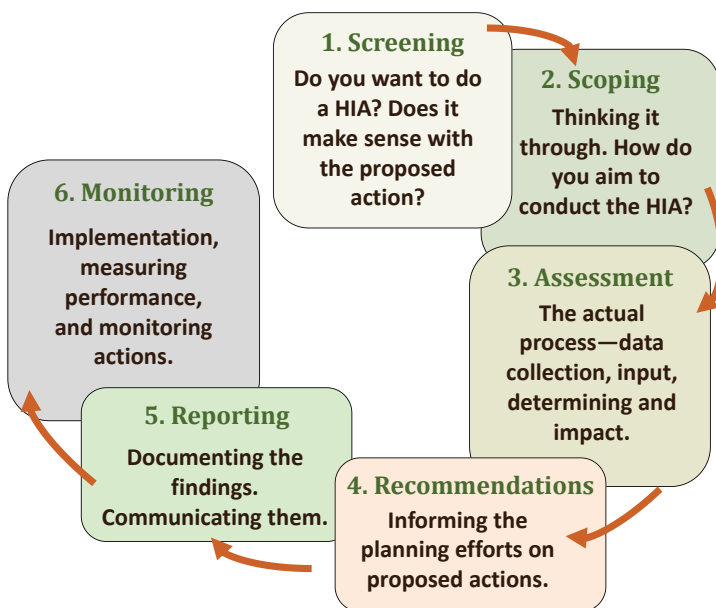 1. Screening
Do you want to do
a HIA? Does it
make sense with
the proposed
action?
2. Scoping
Thinking it
through. How do
you aim to
conduct the HIA?
3. Assessment
The actual
process—data
collection, input,
determining and
impact.
4. Recommendations
Informing the
planning efforts on
proposed actions.
5. Reporting
Documenting the
findings.
Communicating them.
6. Monitoring
Implementation,
measuring
performance,
and monitoring
actions.